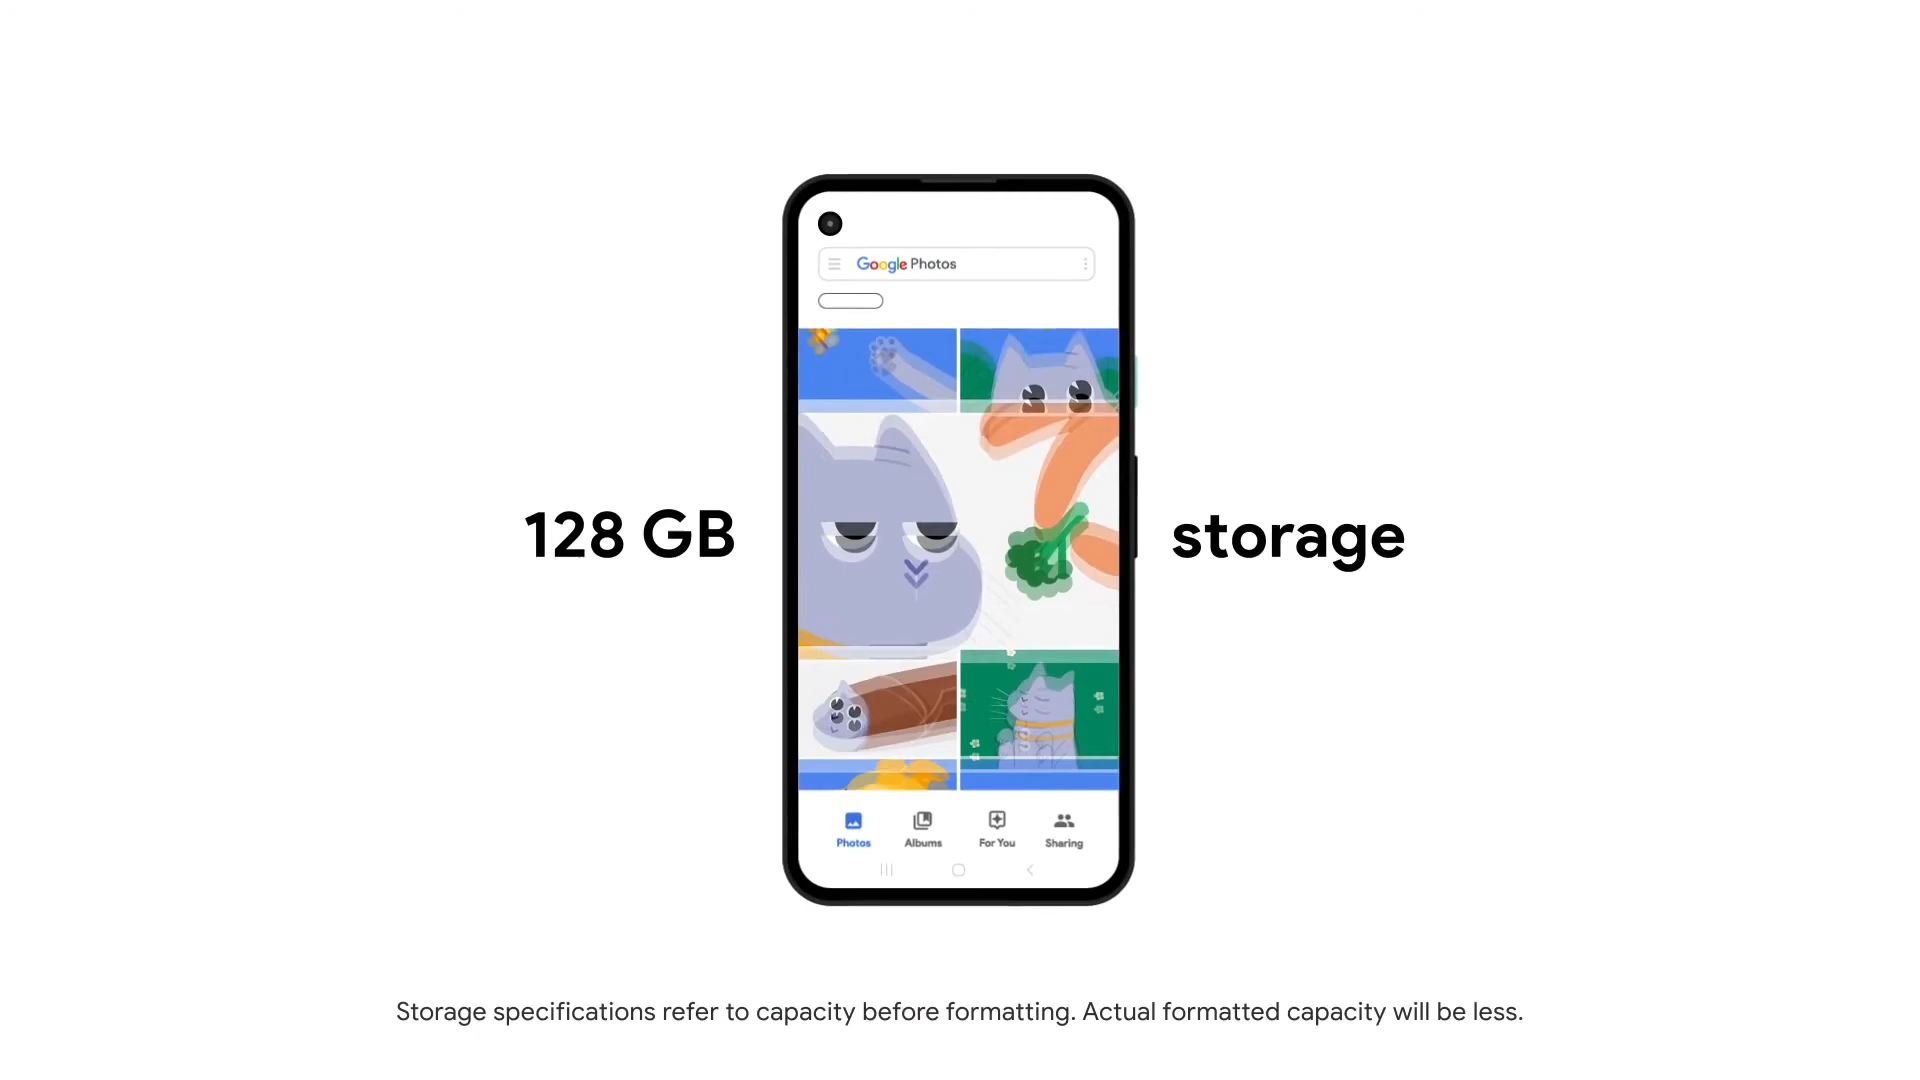 Google Photos
128 GB
storage
Photos
Albums
For You
Sharing
Storage specifications refer to capacity before formatting. Actual formatted capacity will be less.